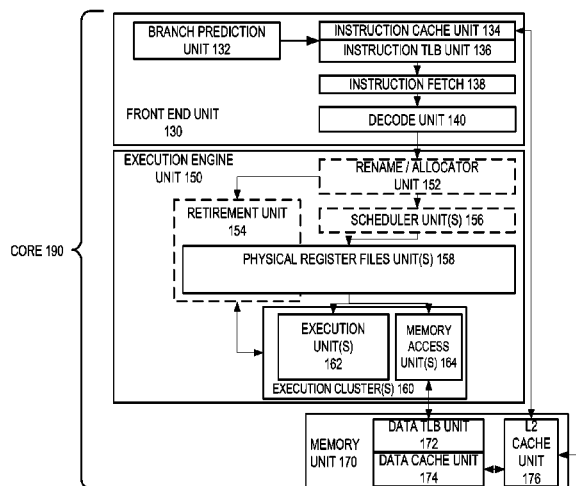 BRANCH PREDICTION
UNIT 132
INSTRUCTION CACHE UNIT 134
INSTRUCTION TLB UNIT 136
INSTRUCTION FETCH 138
DECODE UNIT 140
FRONT END UNIT
130
EXECUTION ENGINE
UNIT 150
RENAME / ALLOCATOR
UNIT 152
RETIREMENT UNIT
154
SCHEDULER UNIT(S) 156
CORE 190
PHYSICAL REGISTER FILES UNIT(S) 158
EXECUTION
UNIT(S)
162
MEMORY
ACCESS
UNIT(S) 164
EXECUTION CLUSTER(S) 160
MEMORY
UNIT 170
DATA TLB UNIT
172
DATA CACHE UNIT
174
L2
CACHE
UNIT
176